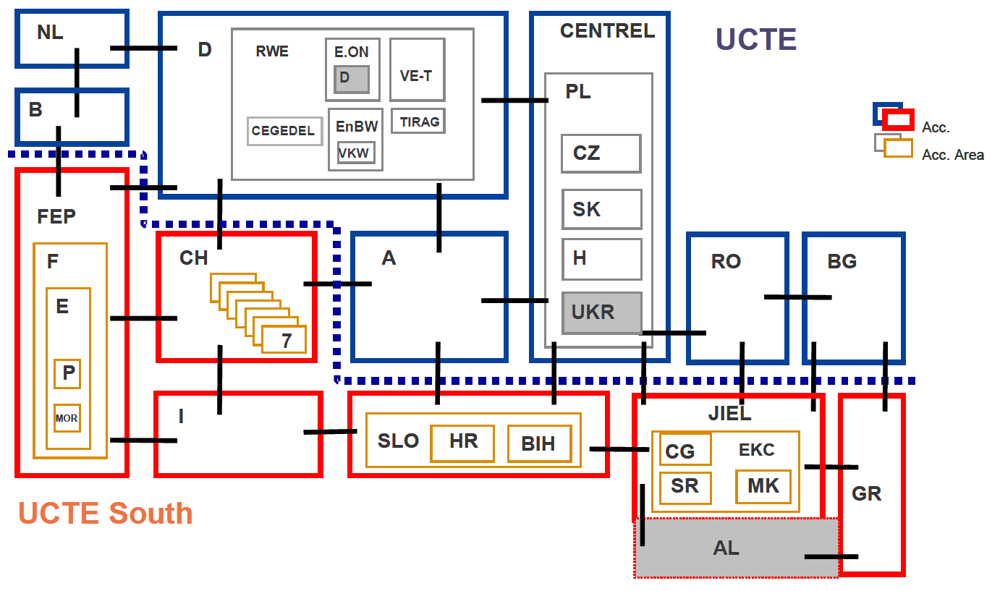 NL
D
RWE
E.ON
D
VE-T
CENTREL
UCTE
B
CEGEDEL
EnBW
VKW
TIRAG
PL
CZ
SK
H
UKR
Acc.
Acc. Area
FEP
F
E
P
MOR
CH
7
A
RO
BG
I
SLO
HR
BIH
JIEL
CG
EKC
SR
MK
GR
AL
UCTE South